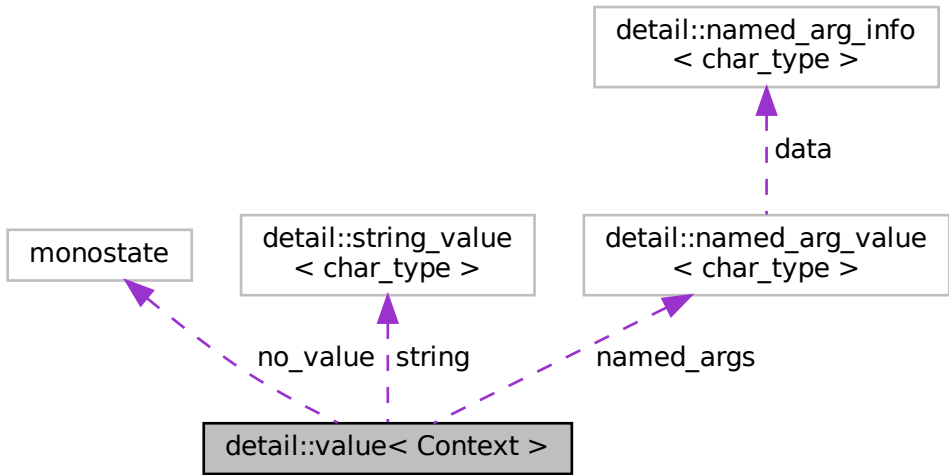 detail::named_arg_info
< char_type >
data
monostate
detail::string_value
< char_type >
detail::named_arg_value
< char_type >
no_value
string
named_args
detail::value< Context >